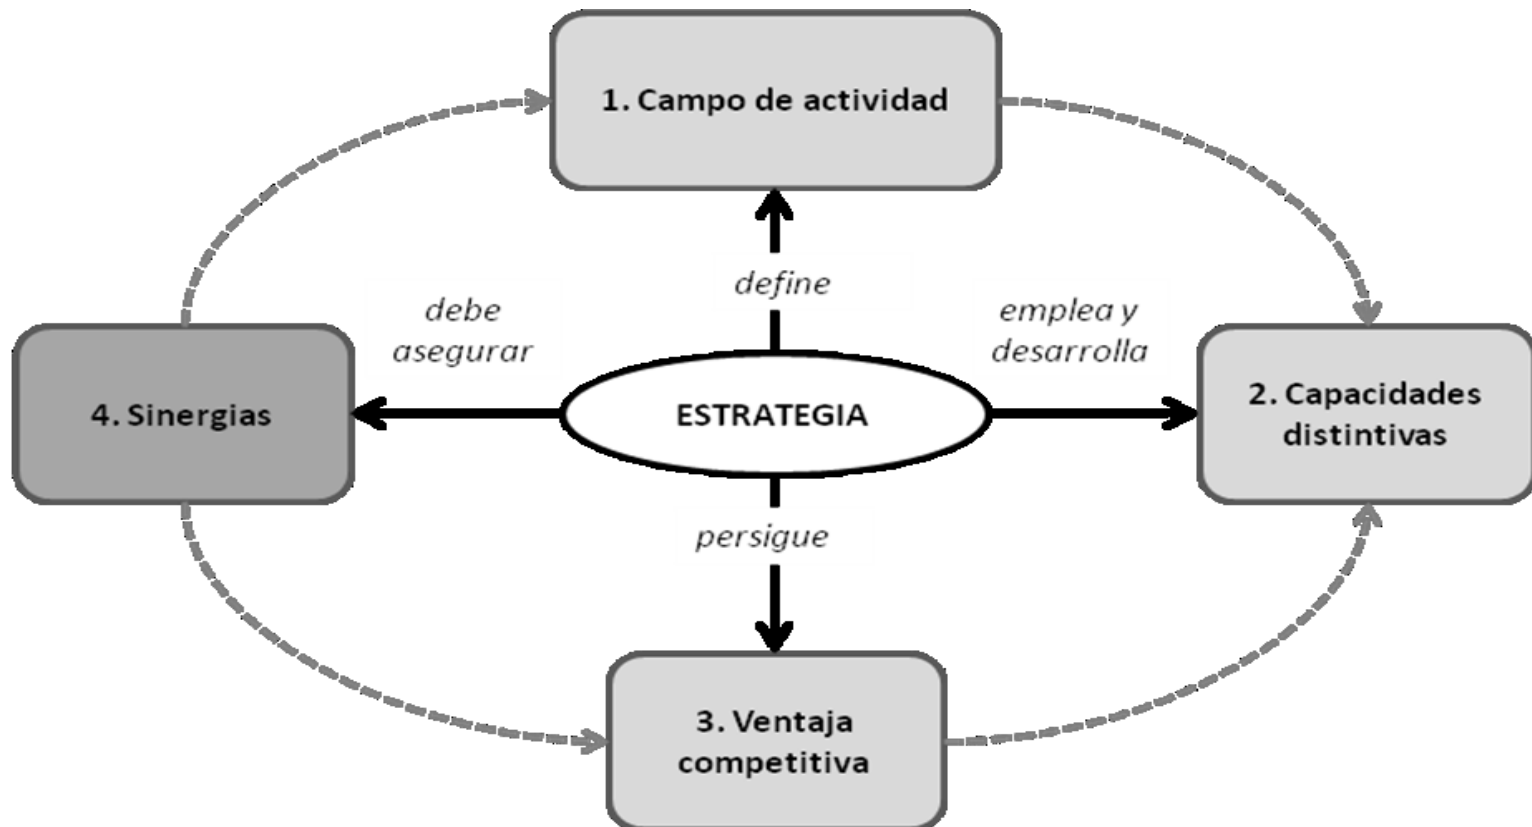 1. Campo de actividad
define
debe
asegurar
emplea y
desarrolla
4. Sinergias
ESTRATEGIA
2. Capacidades
distintivas
persigue
3. Ventaja
competitiva